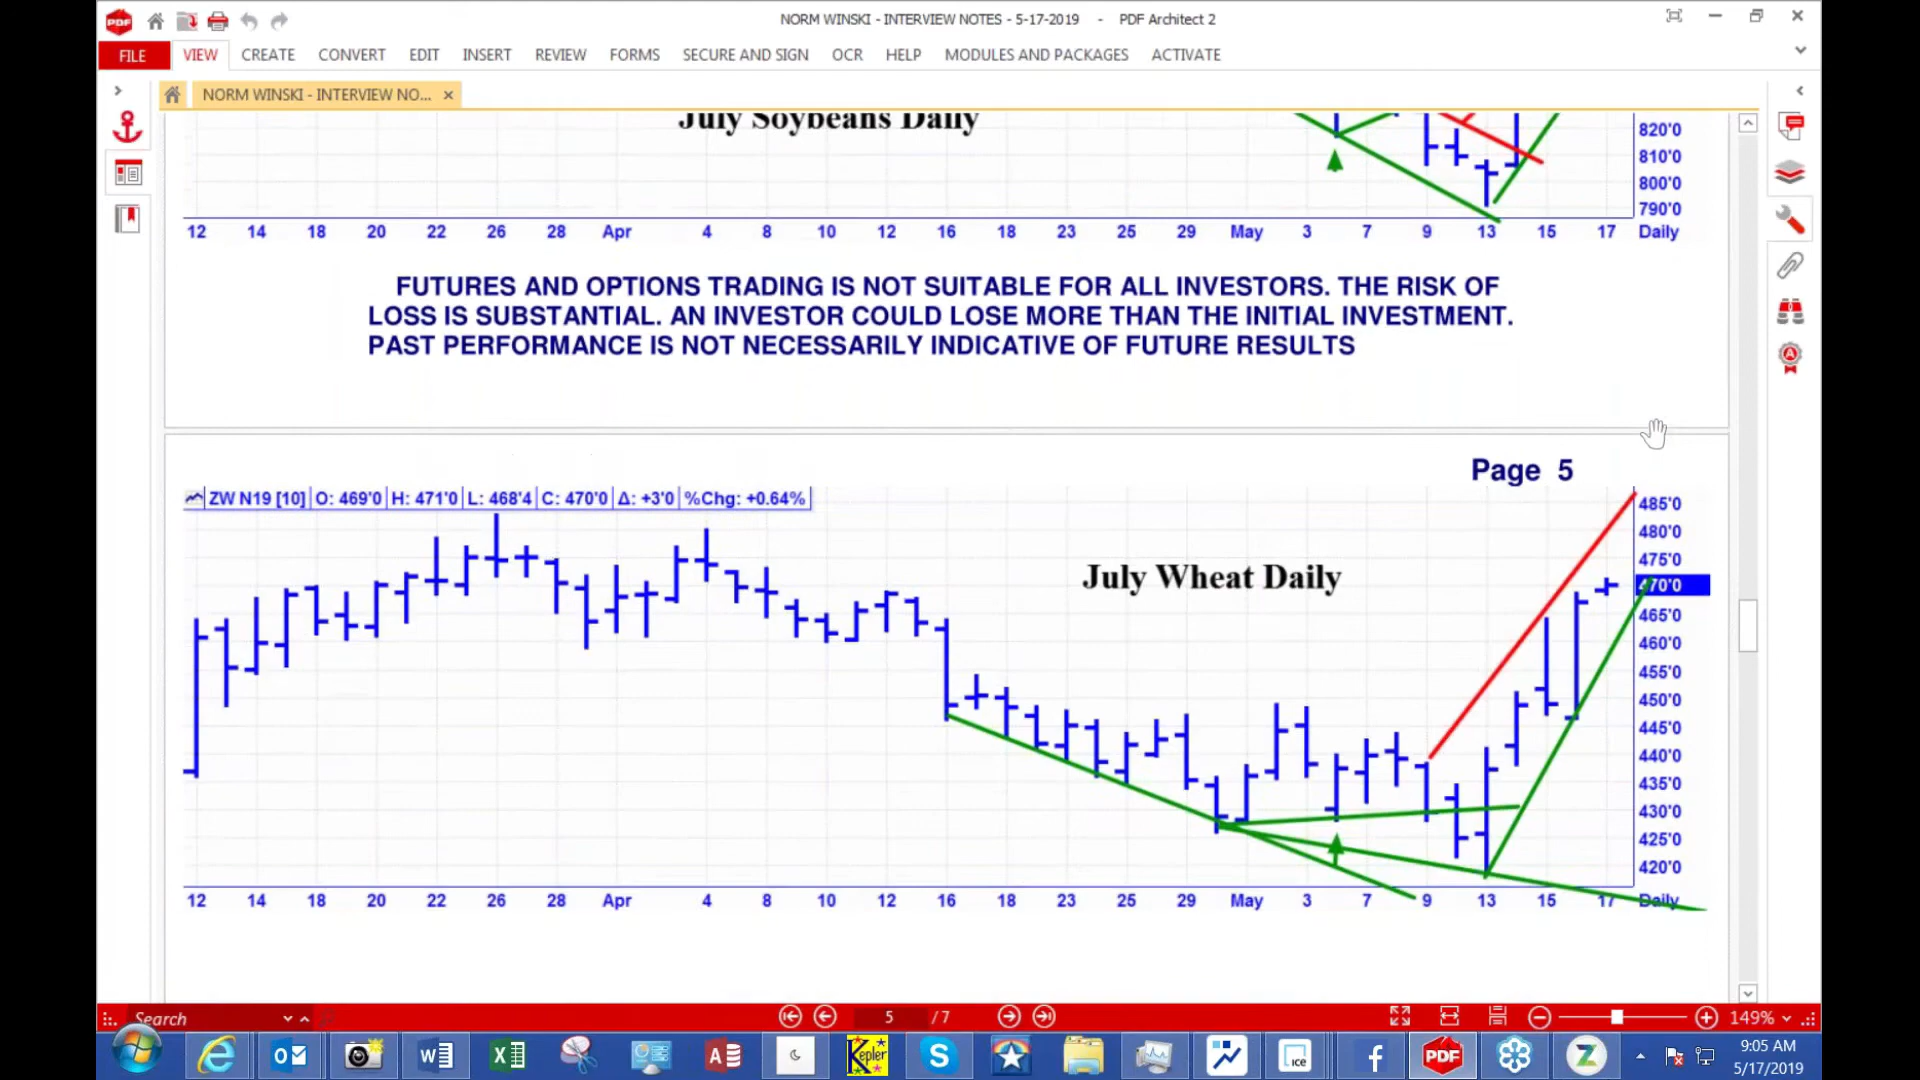 NORM WINSKI - INTERVIEW NOTES - 5-17-2019 - PDF Architect 2
FILE VIEW CREATE CONVERT EDIT INSERT REVIEW FORMS SECURE AND SIGN OCR HELP MODULES AND PACKAGES ACTIVATE
NORM WINSKI - INTERVIEW NO... ×
July Soybeans Daily
820'0
810'0
800'0
790'0
12 14 18 20 22 26 28 Apr 4 8 10 12 16 18 23 25 29 May 3 7 9 13 15 17 Daily
FUTURES AND OPTIONS TRADING IS NOT SUITABLE FOR ALL INVESTORS. THE RISK OF
LOSS IS SUBSTANTIAL. AN INVESTOR COULD LOSE MORE THAN THE INITIAL INVESTMENT.
PAST PERFORMANCE IS NOT NECESSARILY INDICATIVE OF FUTURE RESULTS
Page 5
ZW N19 [10] O: 469'0 H: 471'0 L: 468'4 C: 470'0 Δ: +3'0 %Chg: +0.64%
July Wheat Daily
485'0
480'0
475'0
470'0
465'0
460'0
455'0
450'0
445'0
440'0
435'0
430'0
425'0
420'0
12 14 18 20 22 26 28 Apr 4 8 10 12 16 18 23 25 29 May 3 7 9 13 15 17 Daily
Search 5 / 7 149%
Kepler
ice
PDF
9:05 AM
5/17/2019